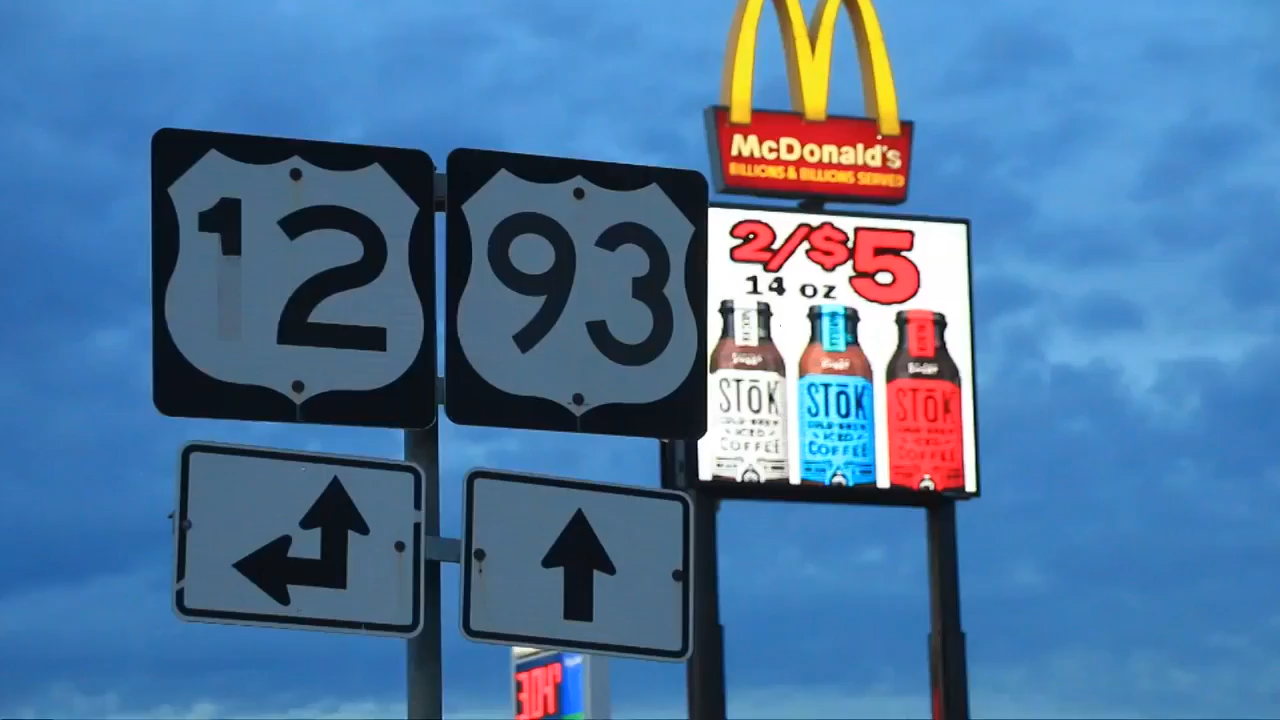 12
93
McDonald's
BILLIONS & BILLIONS SERVED
2/$5
14 oz
STōK
COLD-BREW
ICED
COFFEE
STōK
COLD-BREW
ICED
COFFEE
STōK
COLD-BREW
ICED
COFFEE
304